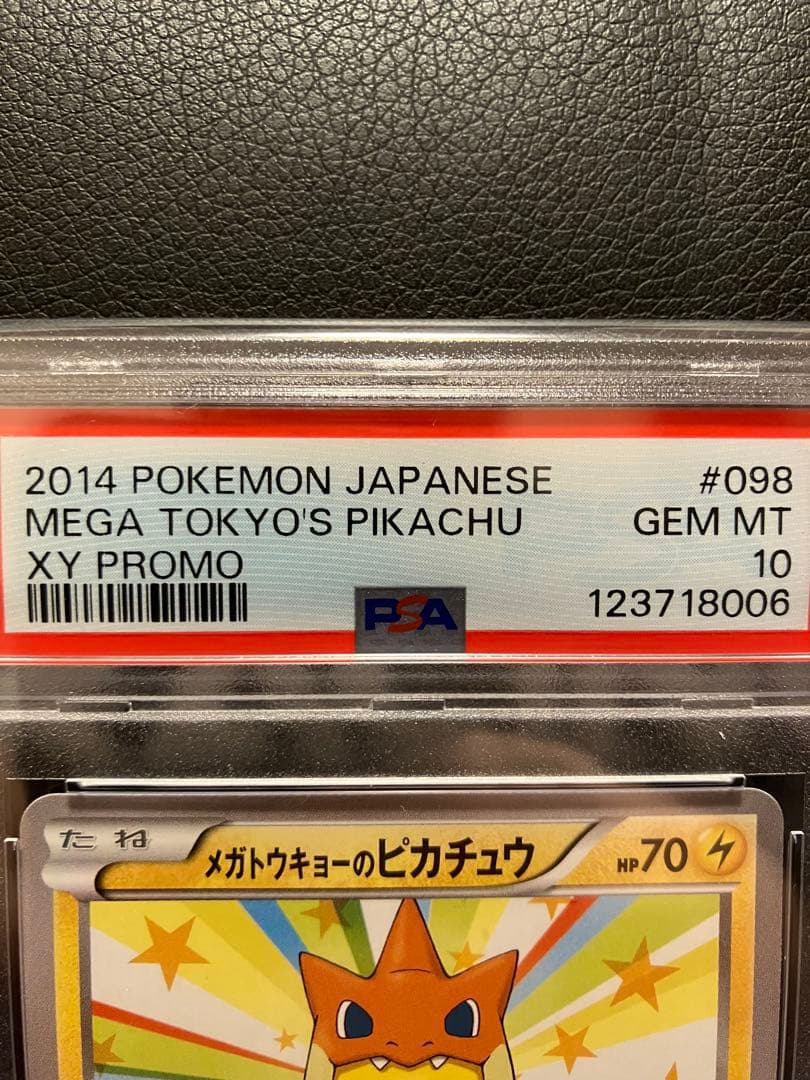 2014 POKEMON JAPANESE #098
MEGA TOKYO'S PIKACHU GEM MT
XY PROMO 10
PSA 123718006
たね メガトウキョーのピカチュウ HP70